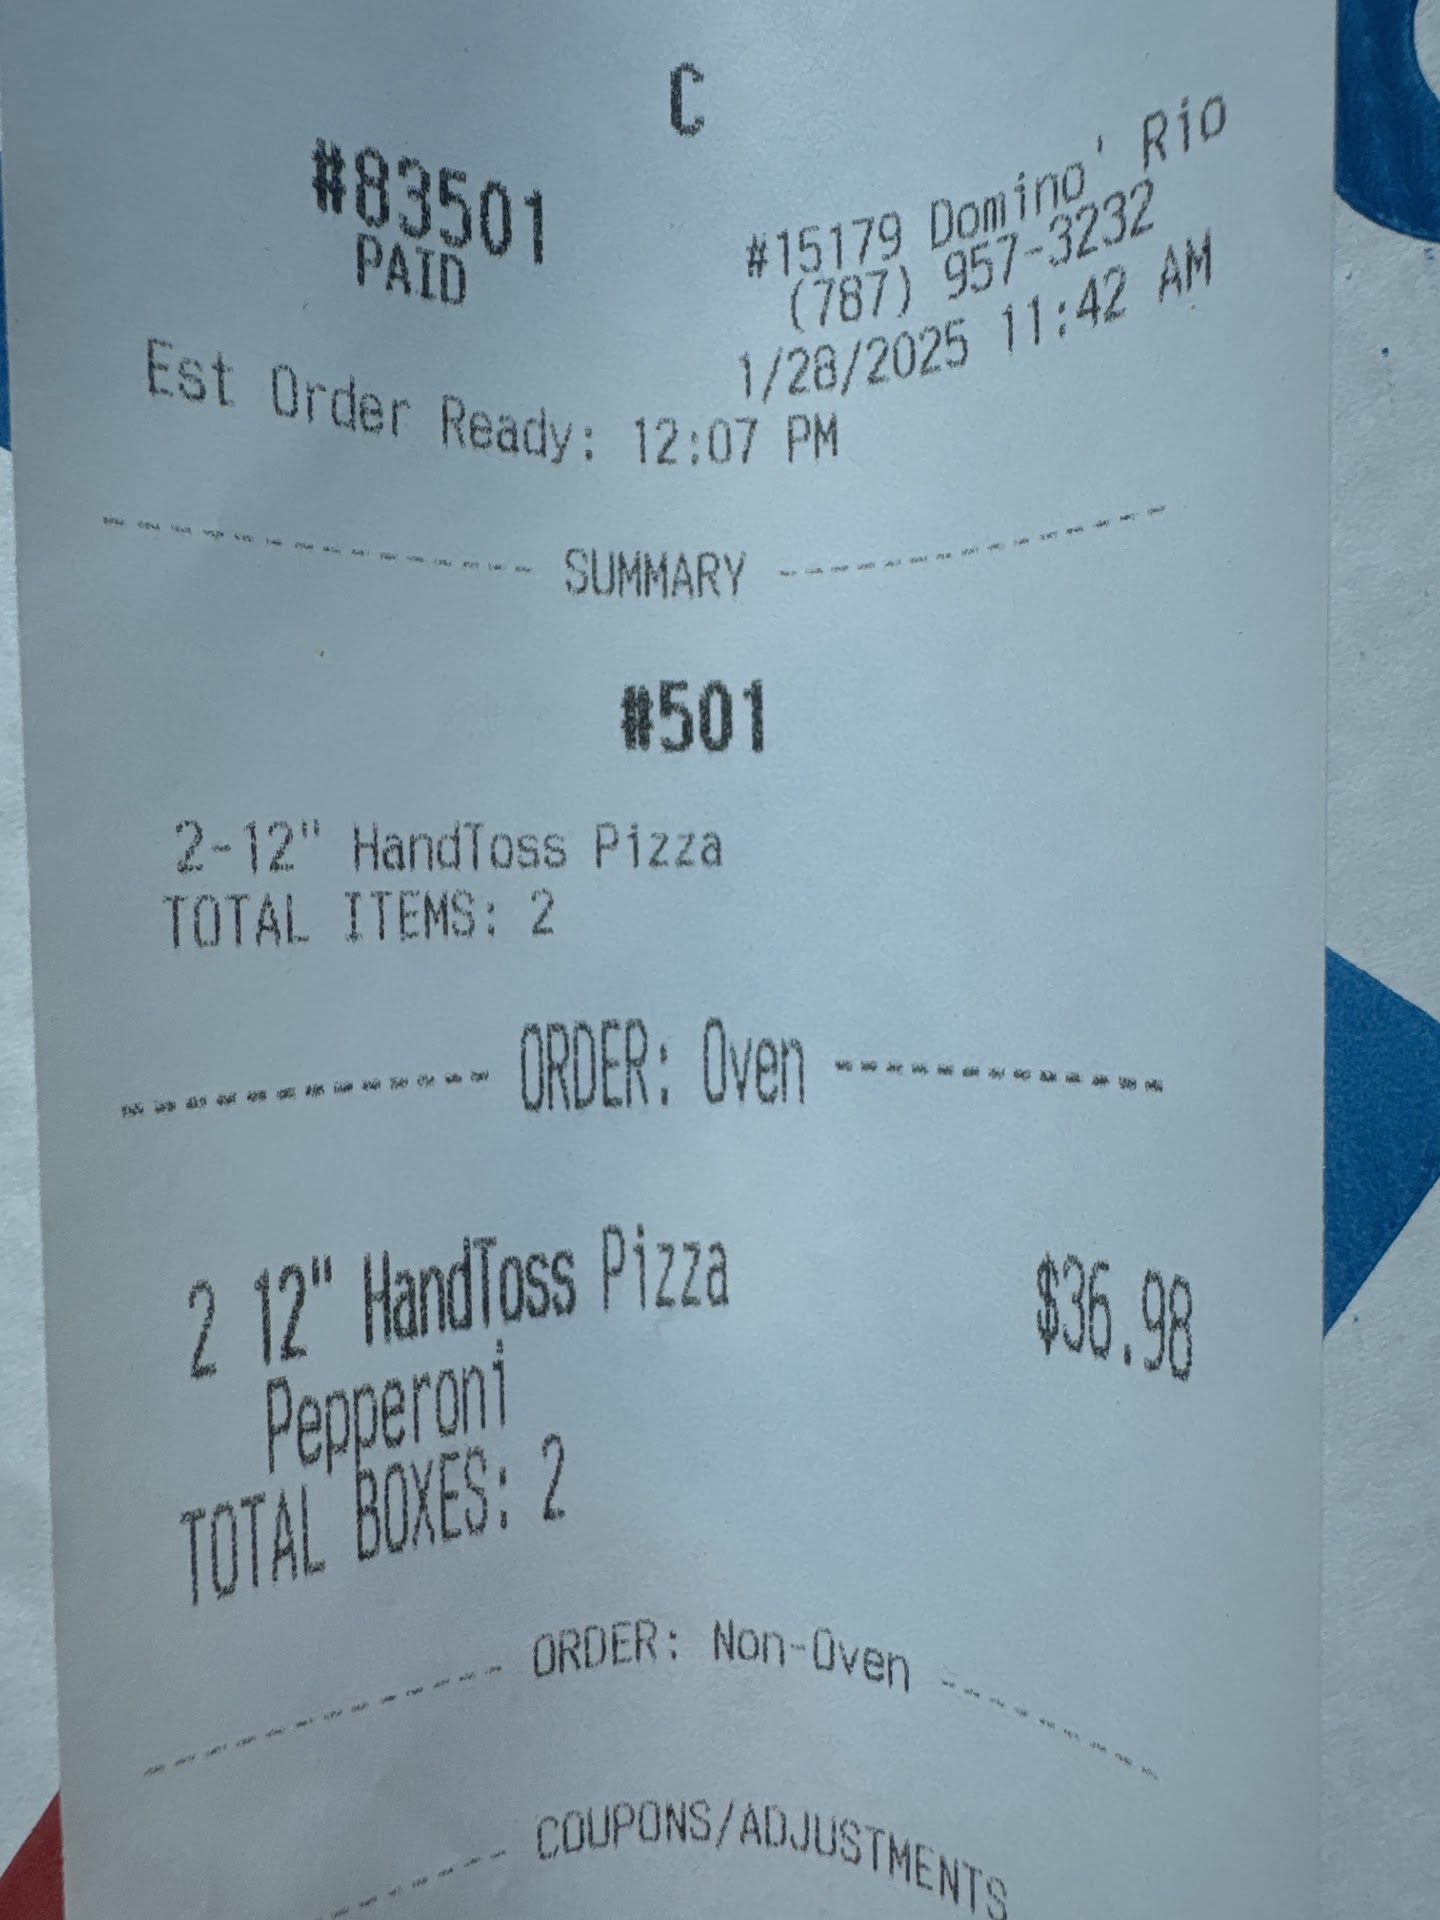 C
#83501
PAID
#15179 Domino' Rio
(787) 957-3232
1/28/2025 11:42 AM
Est Order Ready: 12:07 PM
SUMMARY
#501
2-12" HandToss Pizza
TOTAL ITEMS: 2
ORDER: Oven
2 12" HandToss Pizza $36.98
Pepperoni
TOTAL BOXES: 2
ORDER: Non-Oven
COUPONS/ADJUSTMENTS